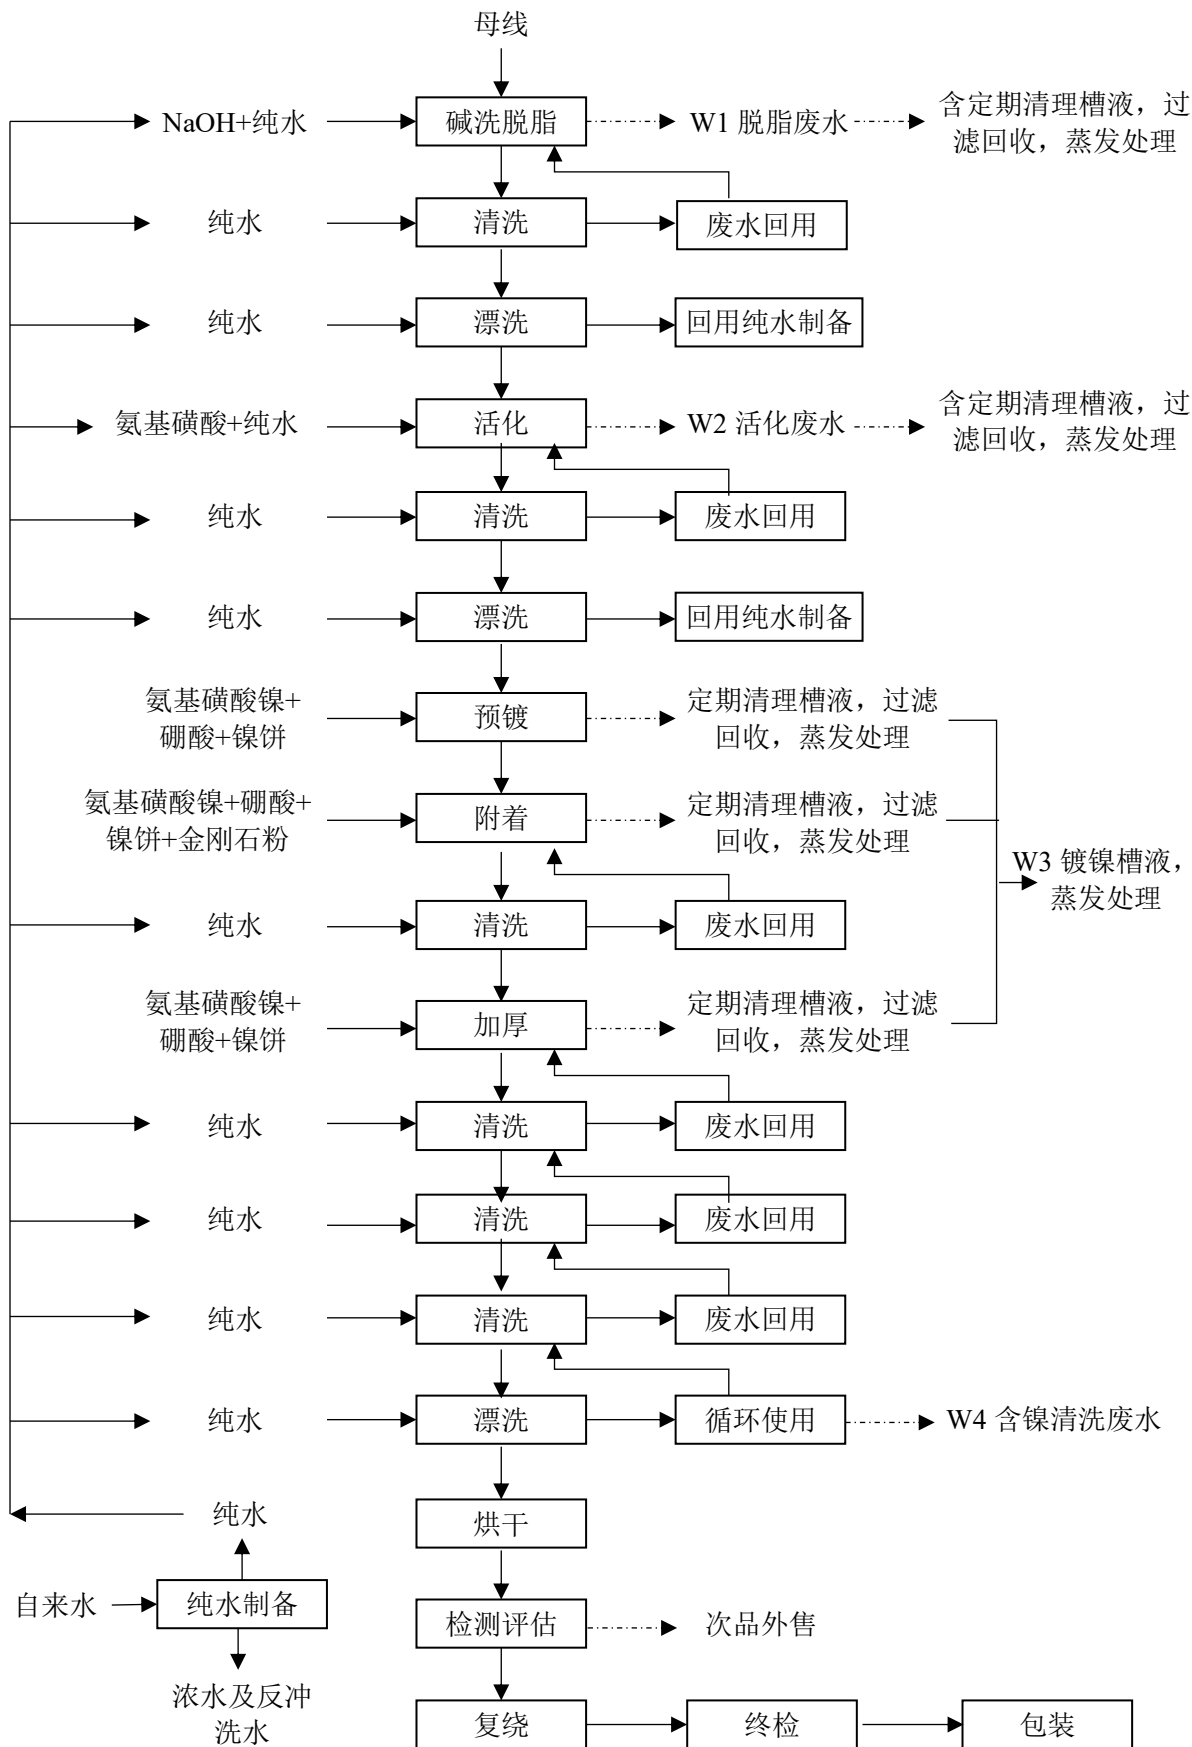 母线
NaOH+纯水
碱洗脱脂
W1 脱脂废水
含定期清理槽液，过
滤回收，蒸发处理
纯水
清洗
废水回用
纯水
漂洗
回用纯水制备
氨基磺酸+纯水
活化
W2 活化废水
含定期清理槽液，过
滤回收，蒸发处理
纯水
清洗
废水回用
纯水
漂洗
回用纯水制备
氨基磺酸镍+
硼酸+镍饼
预镀
定期清理槽液，过滤
回收，蒸发处理
氨基磺酸镍+硼酸+
镍饼+金刚石粉
附着
定期清理槽液，过滤
回收，蒸发处理
W3 镀镍槽液，
蒸发处理
纯水
清洗
废水回用
氨基磺酸镍+
硼酸+镍饼
加厚
定期清理槽液，过滤
回收，蒸发处理
纯水
清洗
废水回用
纯水
清洗
废水回用
纯水
清洗
废水回用
纯水
漂洗
循环使用
W4 含镍清洗废水
纯水
烘干
自来水
纯水制备
检测评估
次品外售
浓水及反冲
洗水
复绕
终检
包装